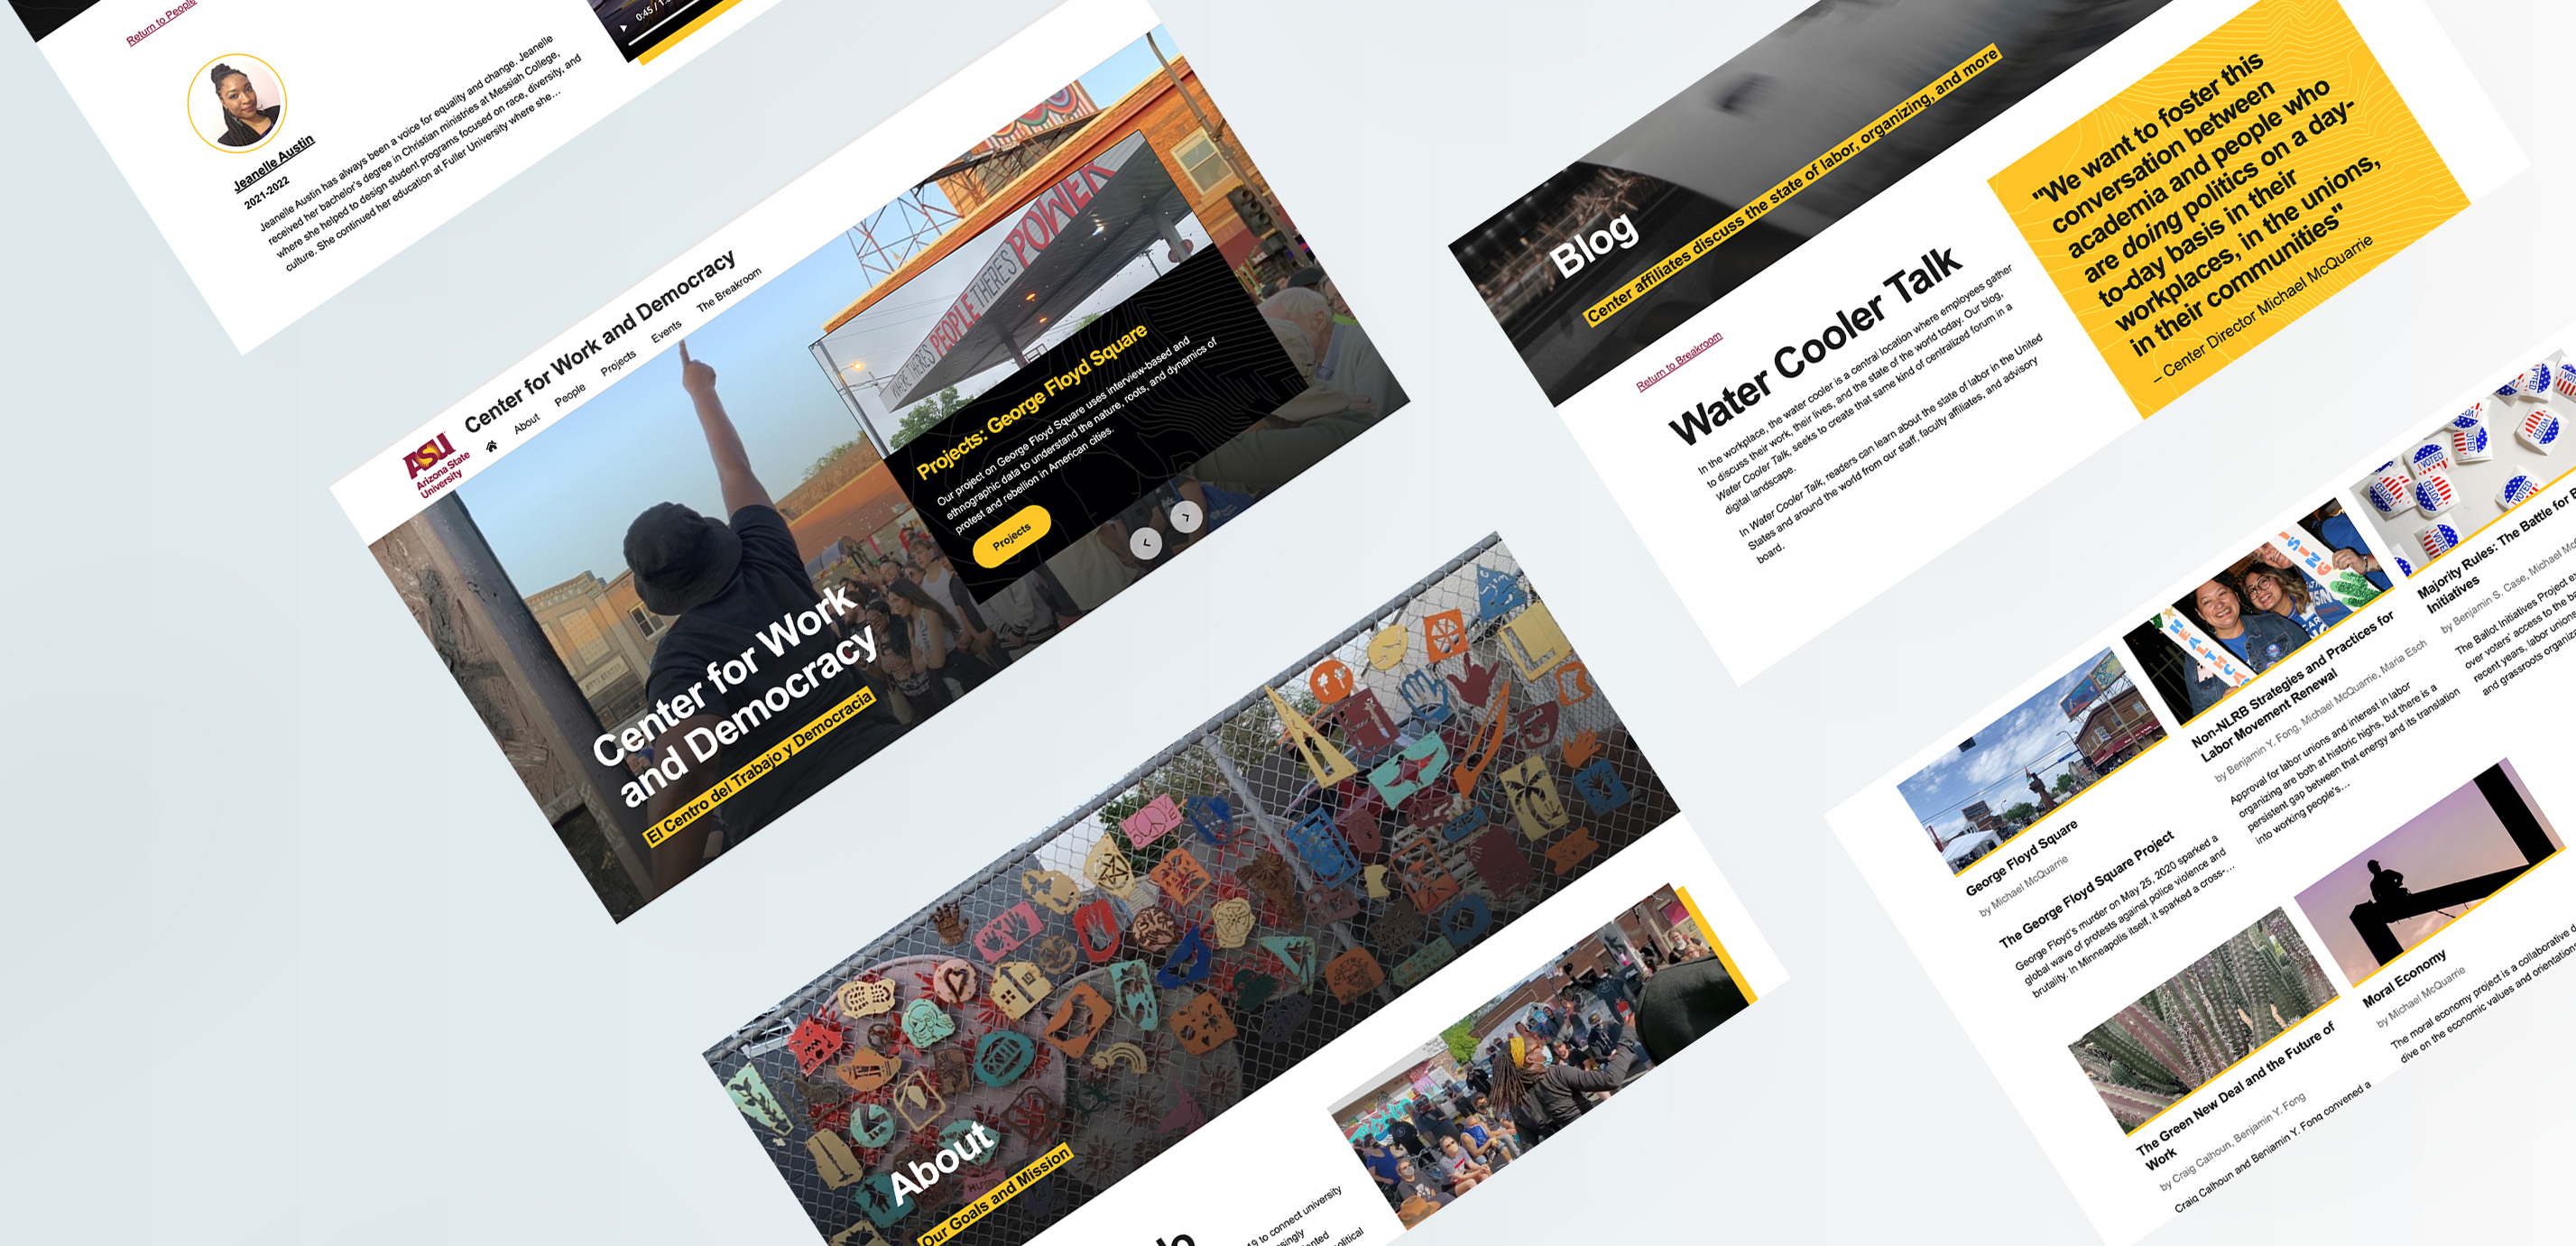 Return to People
0:45 / 1:
Jeanelle Austin
2021-2022
Jeanelle Austin has always been a voice for equality and change. Jeanelle
received her bachelor's degree in Christian ministries at Messiah College,
where she helped to design student programs focused on race, diversity, and
culture. She continued her education at Fuller University where she...
ASU
Arizona State
University
Center for Work and Democracy
About
People
Projects
Events
The Breakroom
WHERE THERES PEOPLE THERES POWER
Projects: George Floyd Square
Our project on George Floyd Square uses interview-based and
ethnographic data to understand the nature, roots, and dynamics of
protest and rebellion in American cities.
Projects
Center for Work
and Democracy
El Centro del Trabajo y Democracia
About
Our Goals and Mission
19 to connect university
Blog
Center affiliates discuss the state of labor, organizing, and more
Return to Breakroom
Water Cooler Talk
In the workplace, the water cooler is a central location where employees gather
to discuss their work, their lives, and the state of the world today. Our blog,
Water Cooler Talk, seeks to create that same kind of centralized forum in a
digital landscape.
In Water Cooler Talk, readers can learn about the state of labor in the United
States and around the world from our staff, faculty affiliates, and advisory
board.
"We want to foster this
conversation between
academia and people who
are doing politics on a day-
to-day basis in their
workplaces, in the unions,
in their communities"
– Center Director Michael McQuarrie
George Floyd Square
by Michael McQuarrie
The George Floyd Square Project
George Floyd's murder on May 25, 2020 sparked a
global wave of protests against police violence and
brutality. In Minneapolis itself, it sparked a cross-...
Non-NLRB Strategies and Practices for
Labor Movement Renewal
by Benjamin Y. Fong, Michael McQuarrie, Maria Esch
Approval for labor unions and interest in labor
organizing are both at historic highs, but there is a
persistent gap between that energy and its translation
into working people's...
I VOTED
Majority Rules: The Battle for B
Initiatives
by Benjamin S. Case, Michael Mc
The Ballot Initiatives Project ex
over voters' access to the ba
recent years, labor unions
and grassroots organiz
The Green New Deal and the Future of
Work
by Craig Calhoun, Benjamin Y. Fong
Craig Calhoun and Benjamin Y. Fong convened a
Moral Economy
by Michael McQuarrie
The moral economy project is a collaborative d
dive on the economic values and orientation